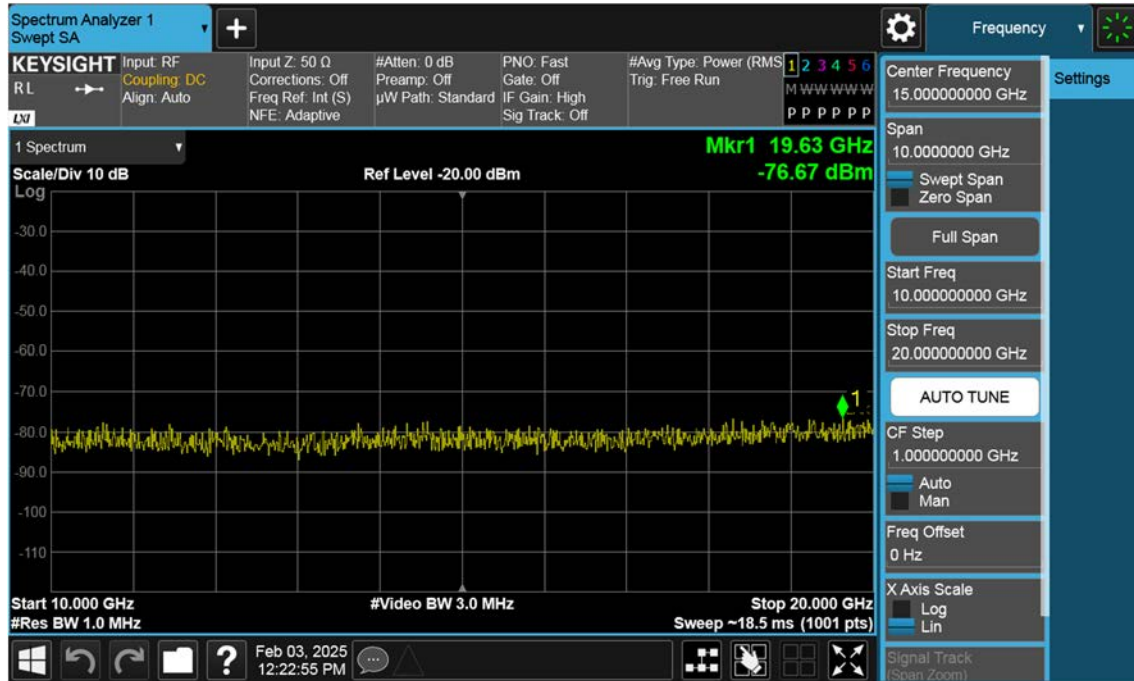 Spectrum Analyzer 1
Swept SA
+
Frequency
KEYSIGHT
RL
LXI
Input: RF
Coupling: DC
Align: Auto
Input Z: 50 Ω
Corrections: Off
Freq Ref: Int (S)
NFE: Adaptive
#Atten: 0 dB
Preamp: Off
µW Path: Standard
PNO: Fast
Gate: Off
IF Gain: High
Sig Track: Off
#Avg Type: Power (RMS
Trig: Free Run
1 2 3 4 5 6
M W W W W W
P P P P P P
1 Spectrum
Mkr1 19.63 GHz
Scale/Div 10 dB
Ref Level -20.00 dBm
-76.67 dBm
Log
-30.0
-40.0
-50.0
-60.0
-70.0
1
-80.0
-90.0
-100
-110
Start 10.000 GHz
#Video BW 3.0 MHz
Stop 20.000 GHz
#Res BW 1.0 MHz
Sweep ~18.5 ms (1001 pts)
Center Frequency
15.000000000 GHz
Settings
Span
10.0000000 GHz
Swept Span
Zero Span
Full Span
Start Freq
10.000000000 GHz
Stop Freq
20.000000000 GHz
AUTO TUNE
CF Step
1.000000000 GHz
Auto
Man
Freq Offset
0 Hz
X Axis Scale
Log
Lin
Signal Track
(Span Zoom)
?
Feb 03, 2025
12:22:55 PM